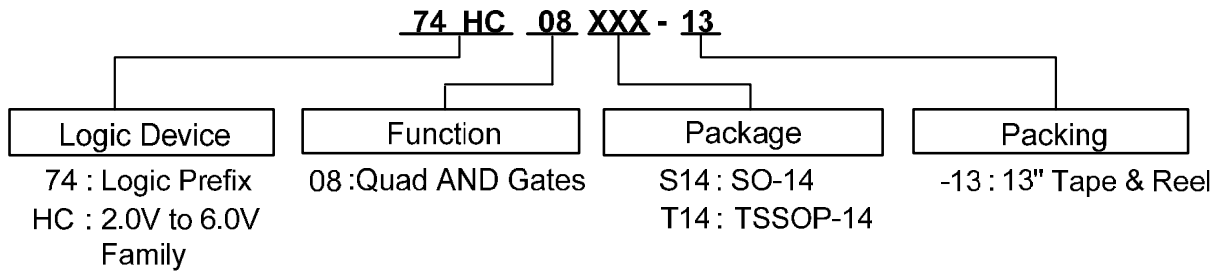 74 HC 08 XXX - 13
Logic Device
Function
Package
Packing
74 : Logic Prefix
08 :Quad AND Gates
S14 : SO-14
-13 : 13" Tape & Reel
HC : 2.0V to 6.0V
T14 : TSSOP-14
Family